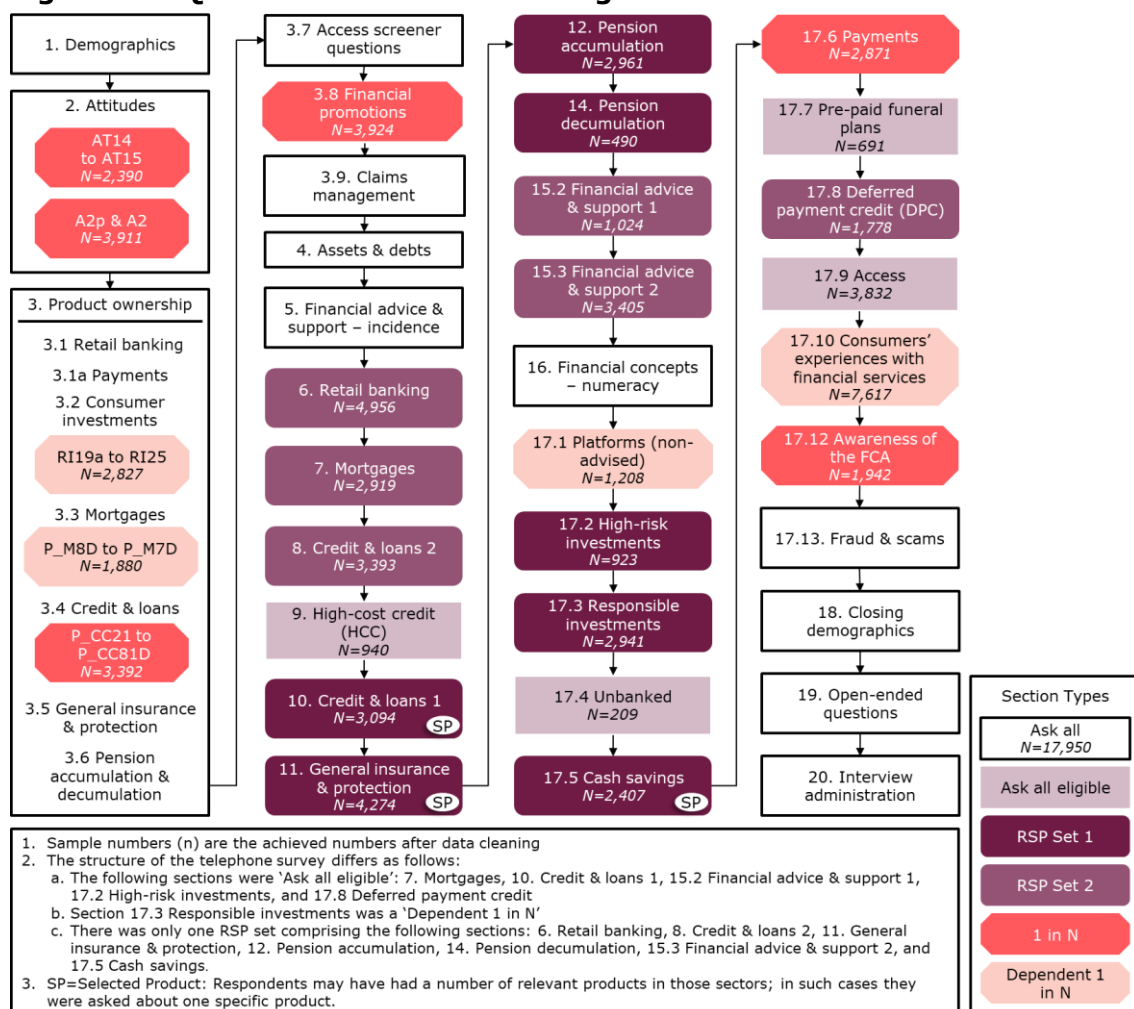 1. Demographics
2. Attitudes
AT14
to AT15
N=2,390
A2p & A2
N=3,911
3. Product ownership
3.1 Retail banking
3.1a Payments
3.2 Consumer
investments
RI19a to RI25
N=2,827
3.3 Mortgages
P_M8D to P_M7D
N=1,880
3.4 Credit & loans
P_CC21 to
P_CC81D
N=3,392
3.5 General insurance
& protection
3.6 Pension
accumulation &
decumulation
3.7 Access screener
questions
3.8 Financial
promotions
N=3,924
3.9. Claims
management
4. Assets & debts
5. Financial advice &
support – incidence
6. Retail banking
N=4,956
7. Mortgages
N=2,919
8. Credit & loans 2
N=3,393
9. High-cost credit
(HCC)
N=940
10. Credit & loans 1
N=3,094
SP
11. General insurance
& protection
N=4,274
SP
12. Pension
accumulation
N=2,961
14. Pension
decumulation
N=490
15.2 Financial advice
& support 1
N=1,024
15.3 Financial advice
& support 2
N=3,405
16. Financial concepts
– numeracy
17.1 Platforms (non-
advised)
N=1,208
17.2 High-risk
investments
N=923
17.3 Responsible
investments
N=2,941
17.4 Unbanked
N=209
17.5 Cash savings
N=2,407
SP
17.6 Payments
N=2,871
17.7 Pre-paid funeral
plans
N=691
17.8 Deferred
payment credit (DPC)
N=1,778
17.9 Access
N=3,832
17.10 Consumers'
experiences with
financial services
N=7,617
17.12 Awareness of
the FCA
N=1,942
17.13. Fraud & scams
18. Closing
demographics
19. Open-ended
questions
20. Interview
administration
Section Types
Ask all
N=17,950
Ask all eligible
RSP Set 1
RSP Set 2
1 in N
Dependent 1
in N
1. Sample numbers (n) are the achieved numbers after data cleaning
2. The structure of the telephone survey differs as follows:
a. The following sections were 'Ask all eligible': 7. Mortgages, 10. Credit & loans 1, 15.2 Financial advice & support 1,
17.2 High-risk investments, and 17.8 Deferred payment credit
b. Section 17.3 Responsible investments was a 'Dependent 1 in N'
c. There was only one RSP set comprising the following sections: 6. Retail banking, 8. Credit & loans 2, 11. General
insurance & protection, 12. Pension accumulation, 14. Pension decumulation, 15.3 Financial advice & support 2, and
17.5 Cash savings.
3. SP=Selected Product: Respondents may have had a number of relevant products in those sectors; in such cases they
were asked about one specific product.